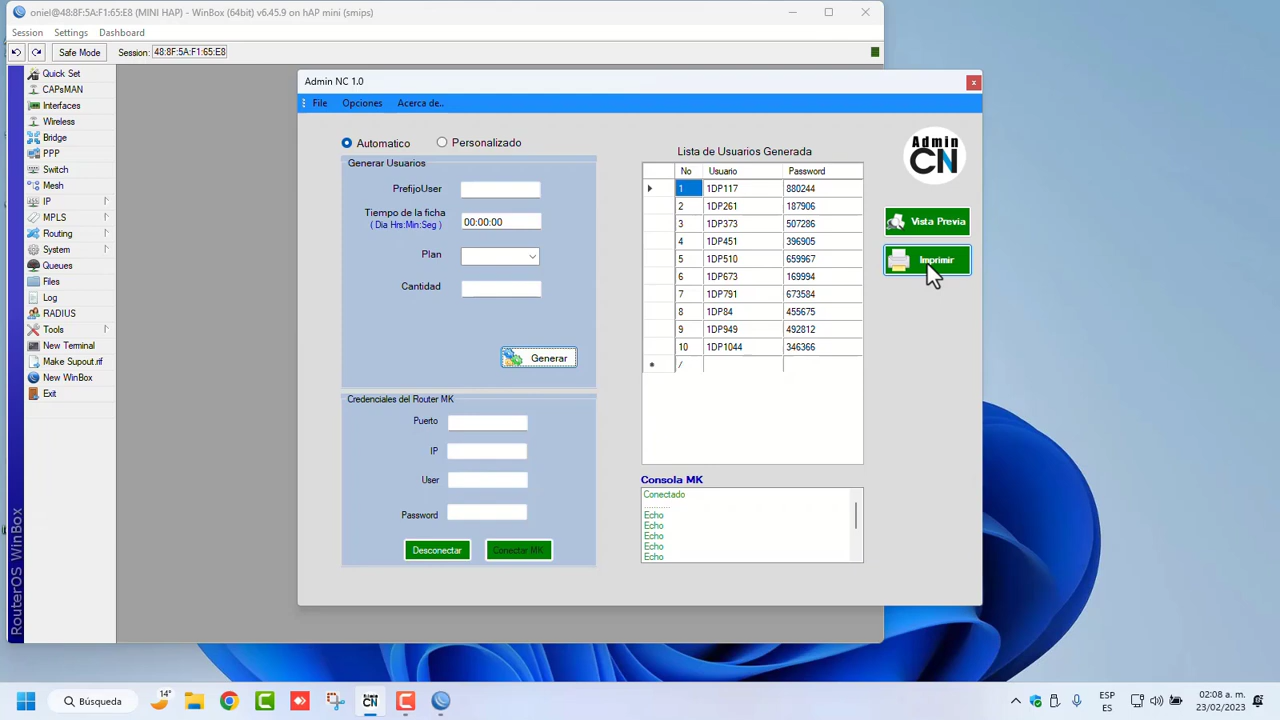 oniel@48:8F:5A:F1:65:E8 (MINI HAP) - WinBox (64bit) v6.45.9 on hAP mini (smips)
Session Settings Dashboard
Safe Mode Session: 48:8F:5A:F1:65:E8
Quick Set
CAPsMAN
Interfaces
Wireless
Bridge
PPP
Switch
Mesh
IP
MPLS
Routing
System
Queues
Files
Log
RADIUS
Tools
New Terminal
Make Supout.rif
New WinBox
Exit
RouterOS WinBox
Admin NC 1.0
File Opciones Acerca de..
Automatico Personalizado
Generar Usuarios
PrefijoUser
Tiempo de la ficha 00:00:00
( Dia Hrs:Min:Seg )
Plan
Cantidad
Generar
Credenciales del Router MK
Puerto
IP
User
Password
Desconectar Conectar MK
Lista de Usuarios Generada
No Usuario Password
1 1DP117 880244
2 1DP261 187906
3 1DP373 507286
4 1DP451 396905
5 1DP510 659967
6 1DP673 169994
7 1DP791 673584
8 1DP84 455675
9 1DP949 492812
10 1DP1044 346366
* /
Consola MK
Conectado
..........
Echo
Echo
Echo
Echo
Echo
Admin
CN
Vista Previa
Imprimir
14°
Búsqueda
CN
ESP
ES
02:08 a. m.
23/02/2023